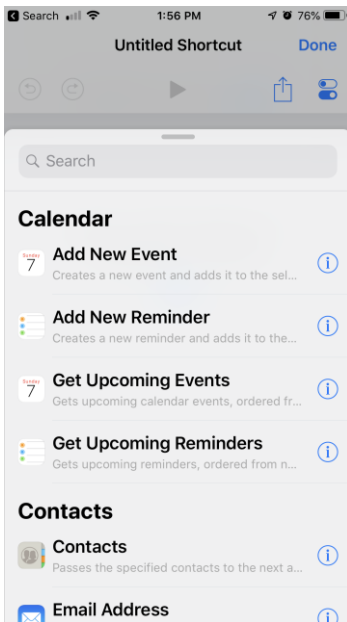 Search 1:56 PM 76%
Untitled Shortcut Done
Search
Calendar
Sunday
7
Add New Event
Creates a new event and adds it to the sel...
Add New Reminder
Creates a new reminder and adds it to the...
Sunday
7
Get Upcoming Events
Gets upcoming calendar events, ordered fr...
Get Upcoming Reminders
Gets upcoming reminders, ordered from n...
Contacts
Contacts
Passes the specified contacts to the next a...
Email Address